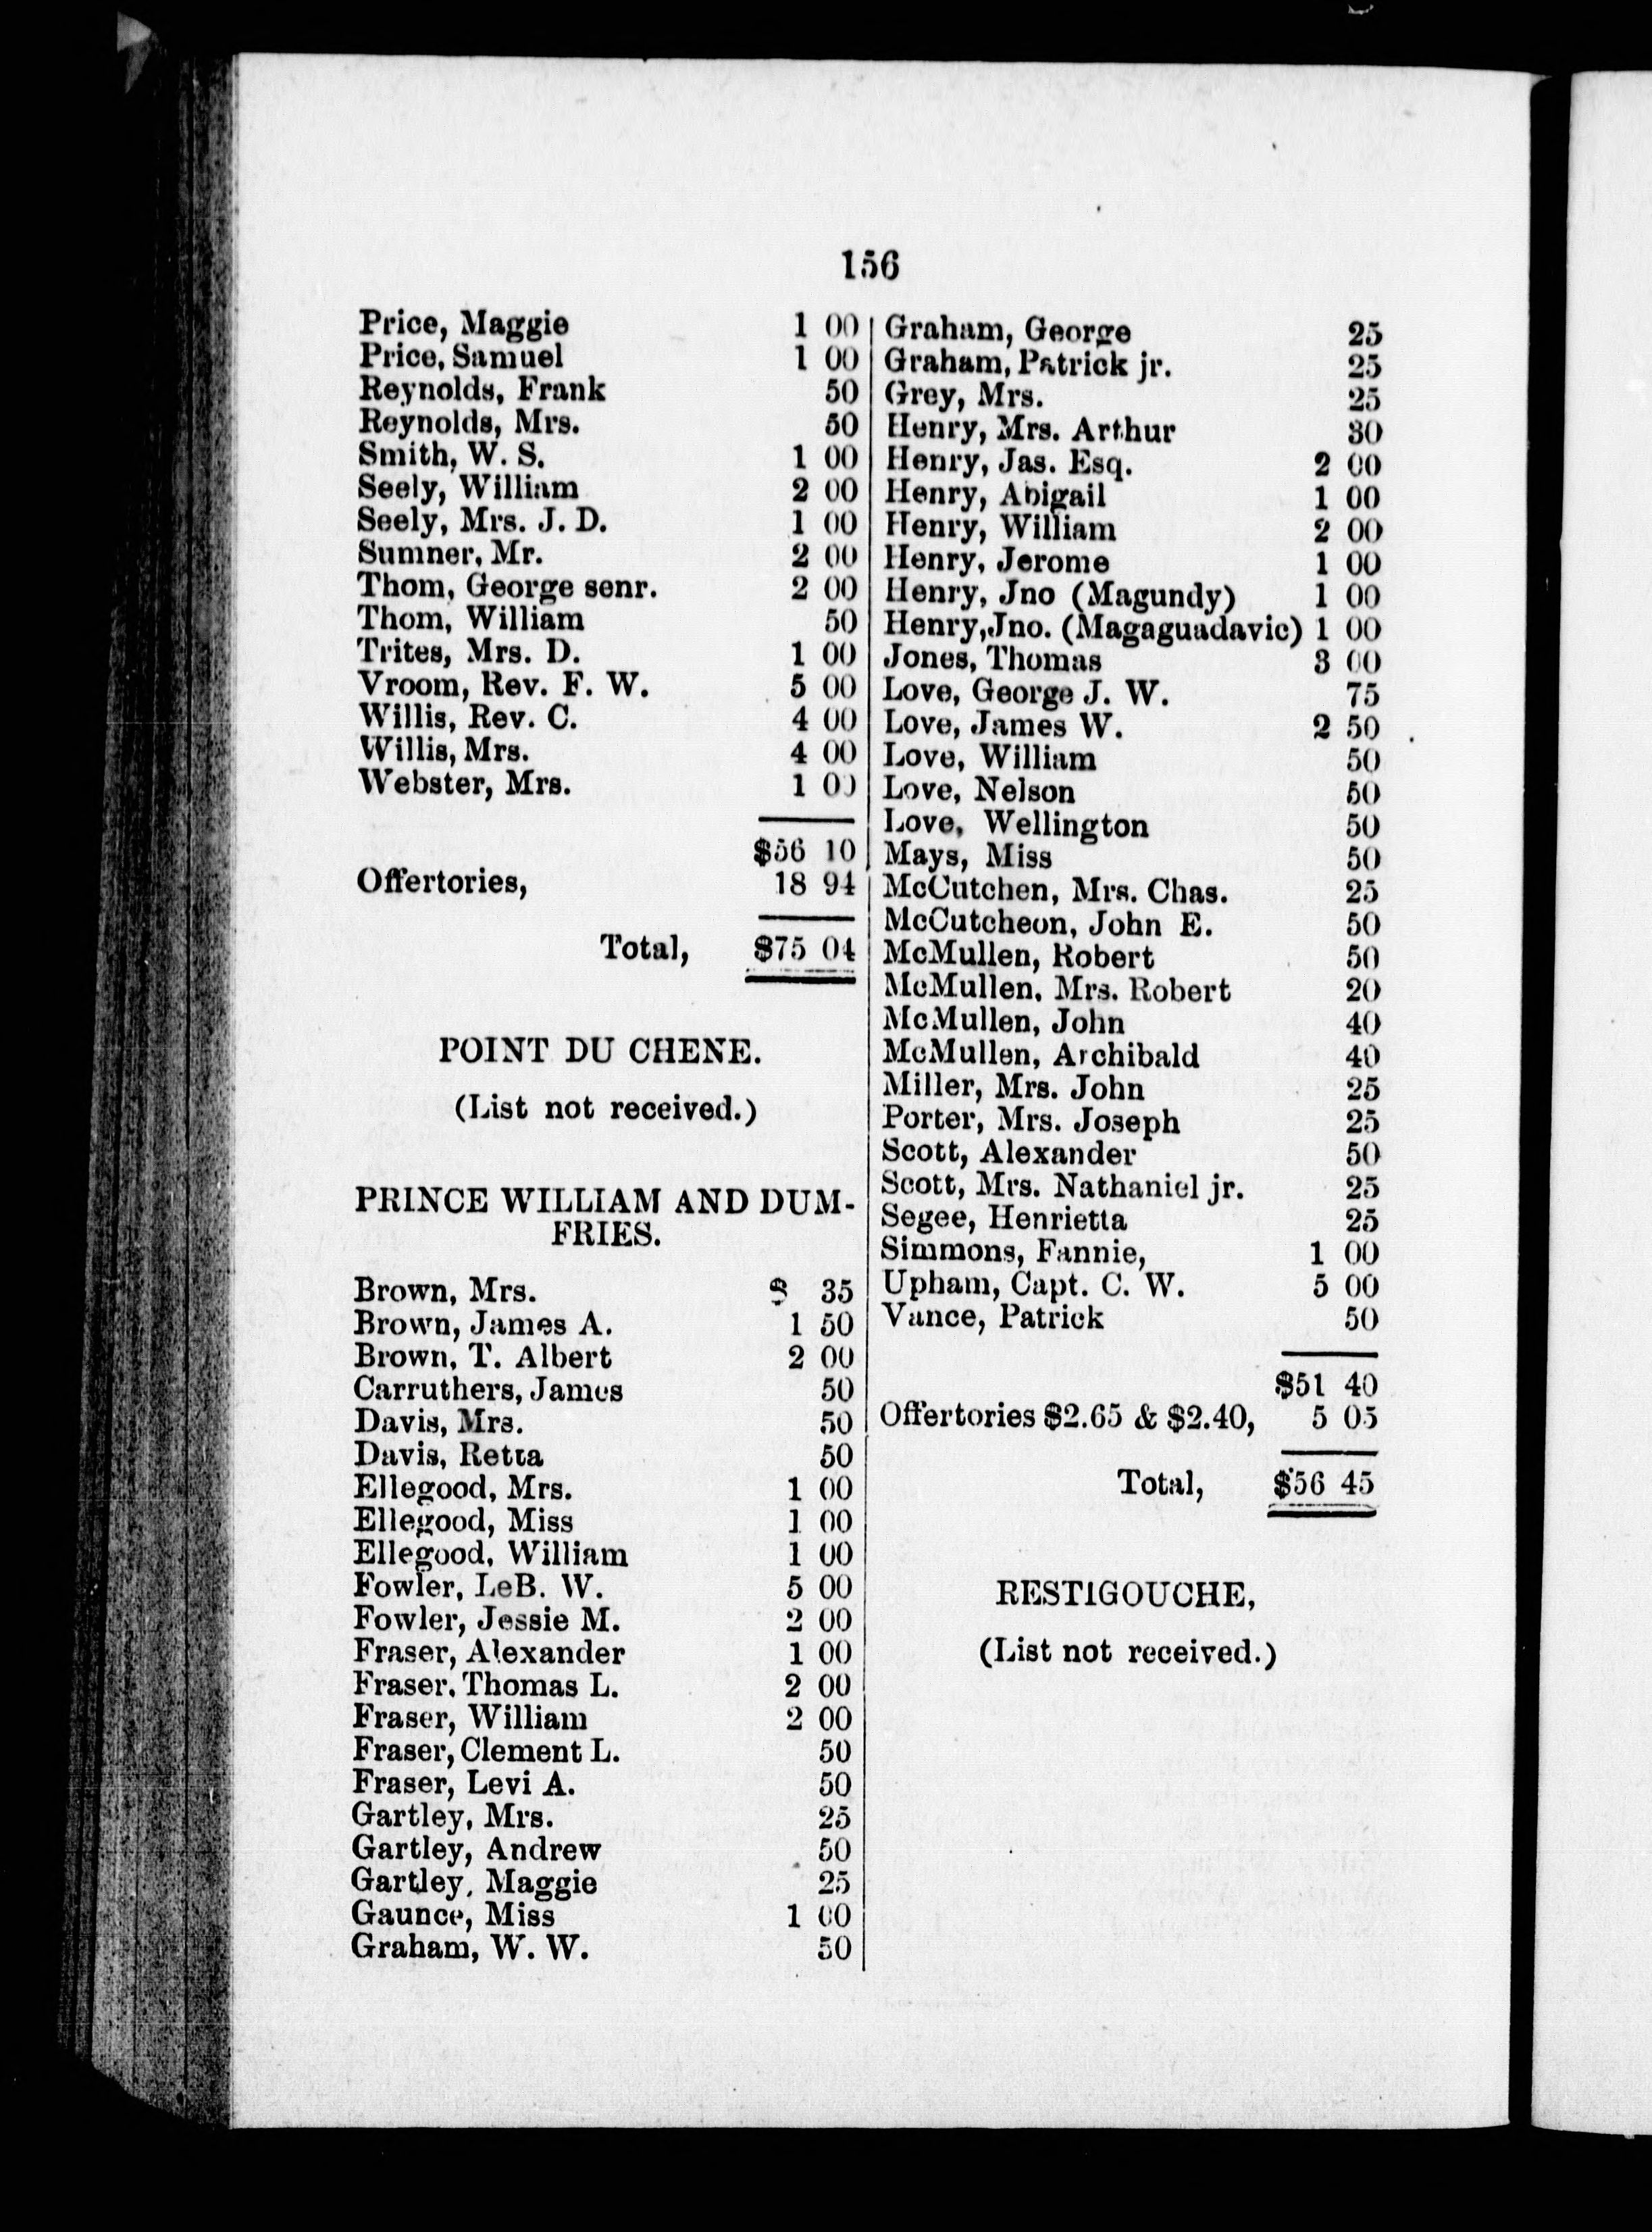 156
Price, Maggie 1 00
Price, Samuel 1 00
Reynolds, Frank 50
Reynolds, Mrs. 50
Smith, W. S. 1 00
Seely, William 2 00
Seely, Mrs. J. D. 1 00
Sumner, Mr. 2 00
Thom, George senr. 2 00
Thom, William 50
Trites, Mrs. D. 1 00
Vroom, Rev. F. W. 5 00
Willis, Rev. C. 4 00
Willis, Mrs. 4 00
Webster, Mrs. 1 00
$56 10
Offertories, 18 94
Total, $75 04
POINT DU CHENE.
(List not received.)
PRINCE WILLIAM AND DUM-
FRIES.
Brown, Mrs. $ 35
Brown, James A. 1 50
Brown, T. Albert 2 00
Carruthers, James 50
Davis, Mrs. 50
Davis, Retta 50
Ellegood, Mrs. 1 00
Ellegood, Miss 1 00
Ellegood, William 1 00
Fowler, LeB. W. 5 00
Fowler, Jessie M. 2 00
Fraser, Alexander 1 00
Fraser, Thomas L. 2 00
Fraser, William 2 00
Fraser, Clement L. 50
Fraser, Levi A. 50
Gartley, Mrs. 25
Gartley, Andrew 50
Gartley, Maggie 25
Gaunce, Miss 1 00
Graham, W. W. 50
Graham, George 25
Graham, Patrick jr. 25
Grey, Mrs. 25
Henry, Mrs. Arthur 30
Henry, Jas. Esq. 2 00
Henry, Abigail 1 00
Henry, William 2 00
Henry, Jerome 1 00
Henry, Jno (Magundy) 1 00
Henry, Jno. (Magaguadavic) 1 00
Jones, Thomas 3 00
Love, George J. W. 75
Love, James W. 2 50
Love, William 50
Love, Nelson 50
Love, Wellington 50
Mays, Miss 50
McCutchen, Mrs. Chas. 25
McCutcheon, John E. 50
McMullen, Robert 50
McMullen, Mrs. Robert 20
McMullen, John 40
McMullen, Archibald 40
Miller, Mrs. John 25
Porter, Mrs. Joseph 25
Scott, Alexander 50
Scott, Mrs. Nathaniel jr. 25
Segee, Henrietta 25
Simmons, Fannie, 1 00
Upham, Capt. C. W. 5 00
Vance, Patrick 50
$51 40
Offertories $2.65 & $2.40, 5 05
Total, $56 45
RESTIGOUCHE,
(List not received.)